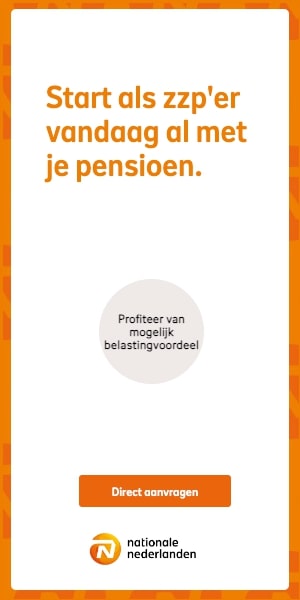 Start als zzp'er
vandaag al met
je pensioen.
Profiteer van
mogelijk
belastingvoordeel
Direct aanvragen
nationale
nederlanden